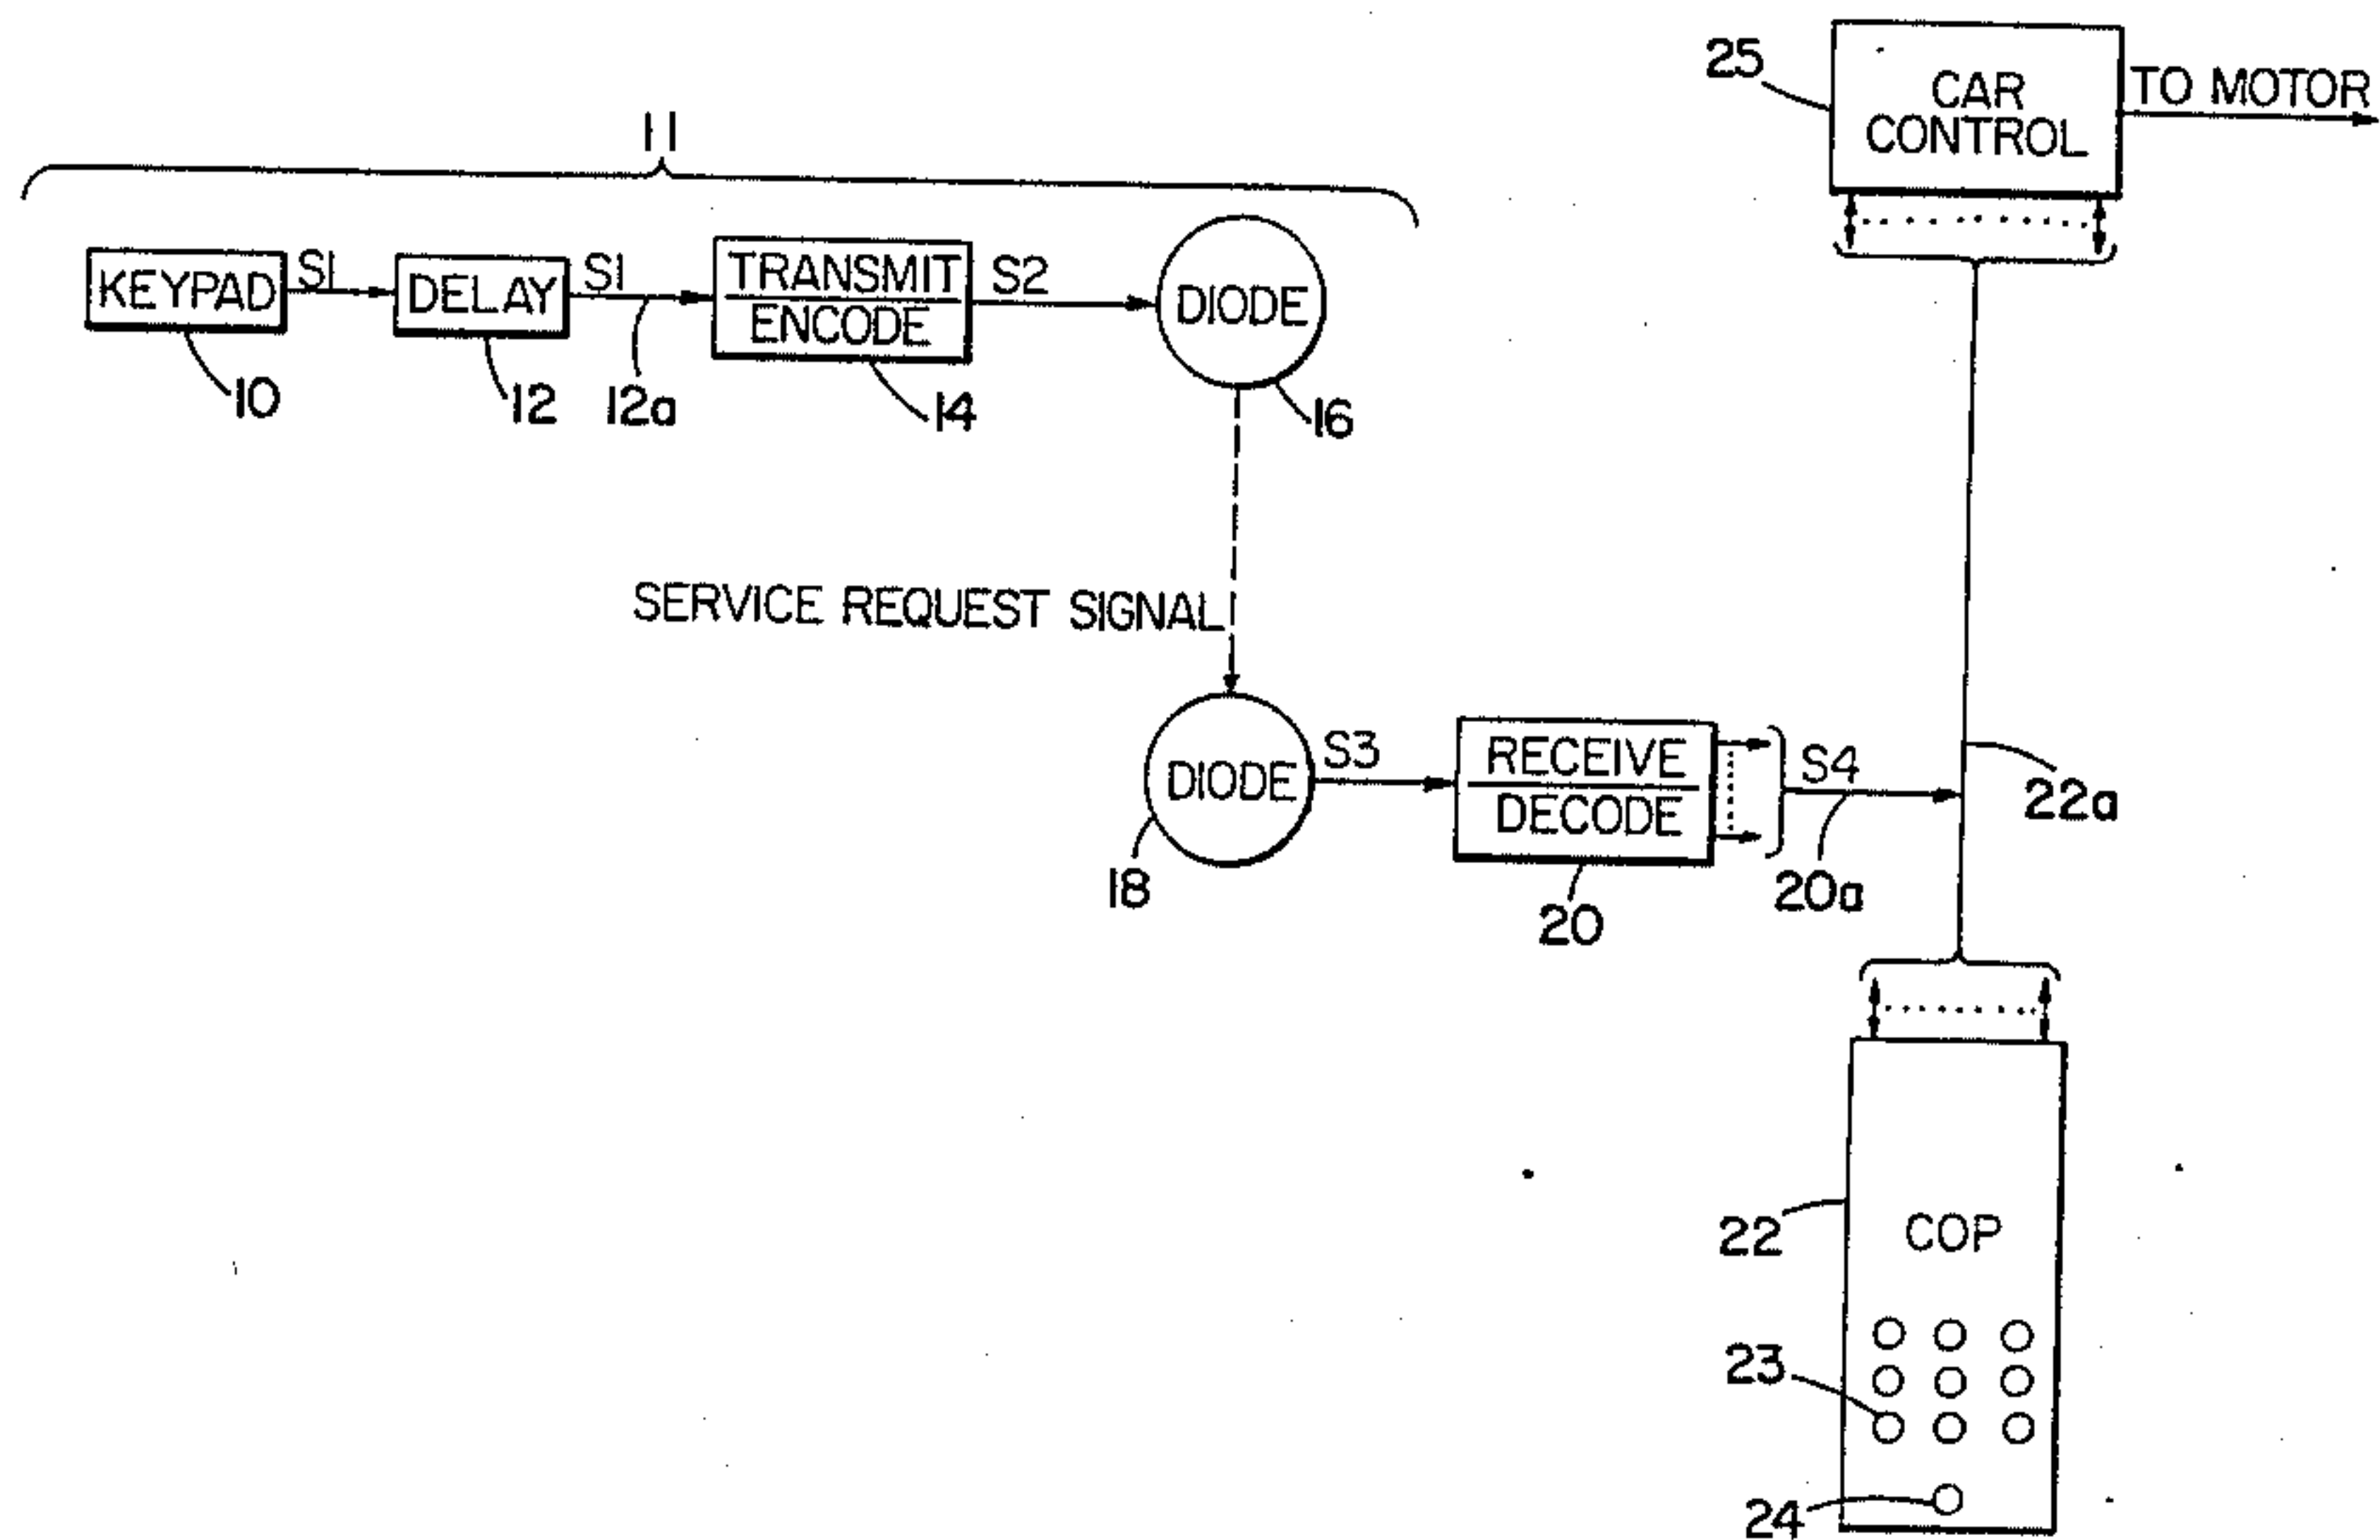 25
CAR
CONTROL
TO MOTOR
11
KEYPAD
S1
DELAY
S1
TRANSMIT
ENCODE
S2
DIODE
10
12
12a
14
16
SERVICE REQUEST SIGNAL
DIODE
S3
RECEIVE
DECODE
S4
22a
18
20
20a
22
COP
23
24